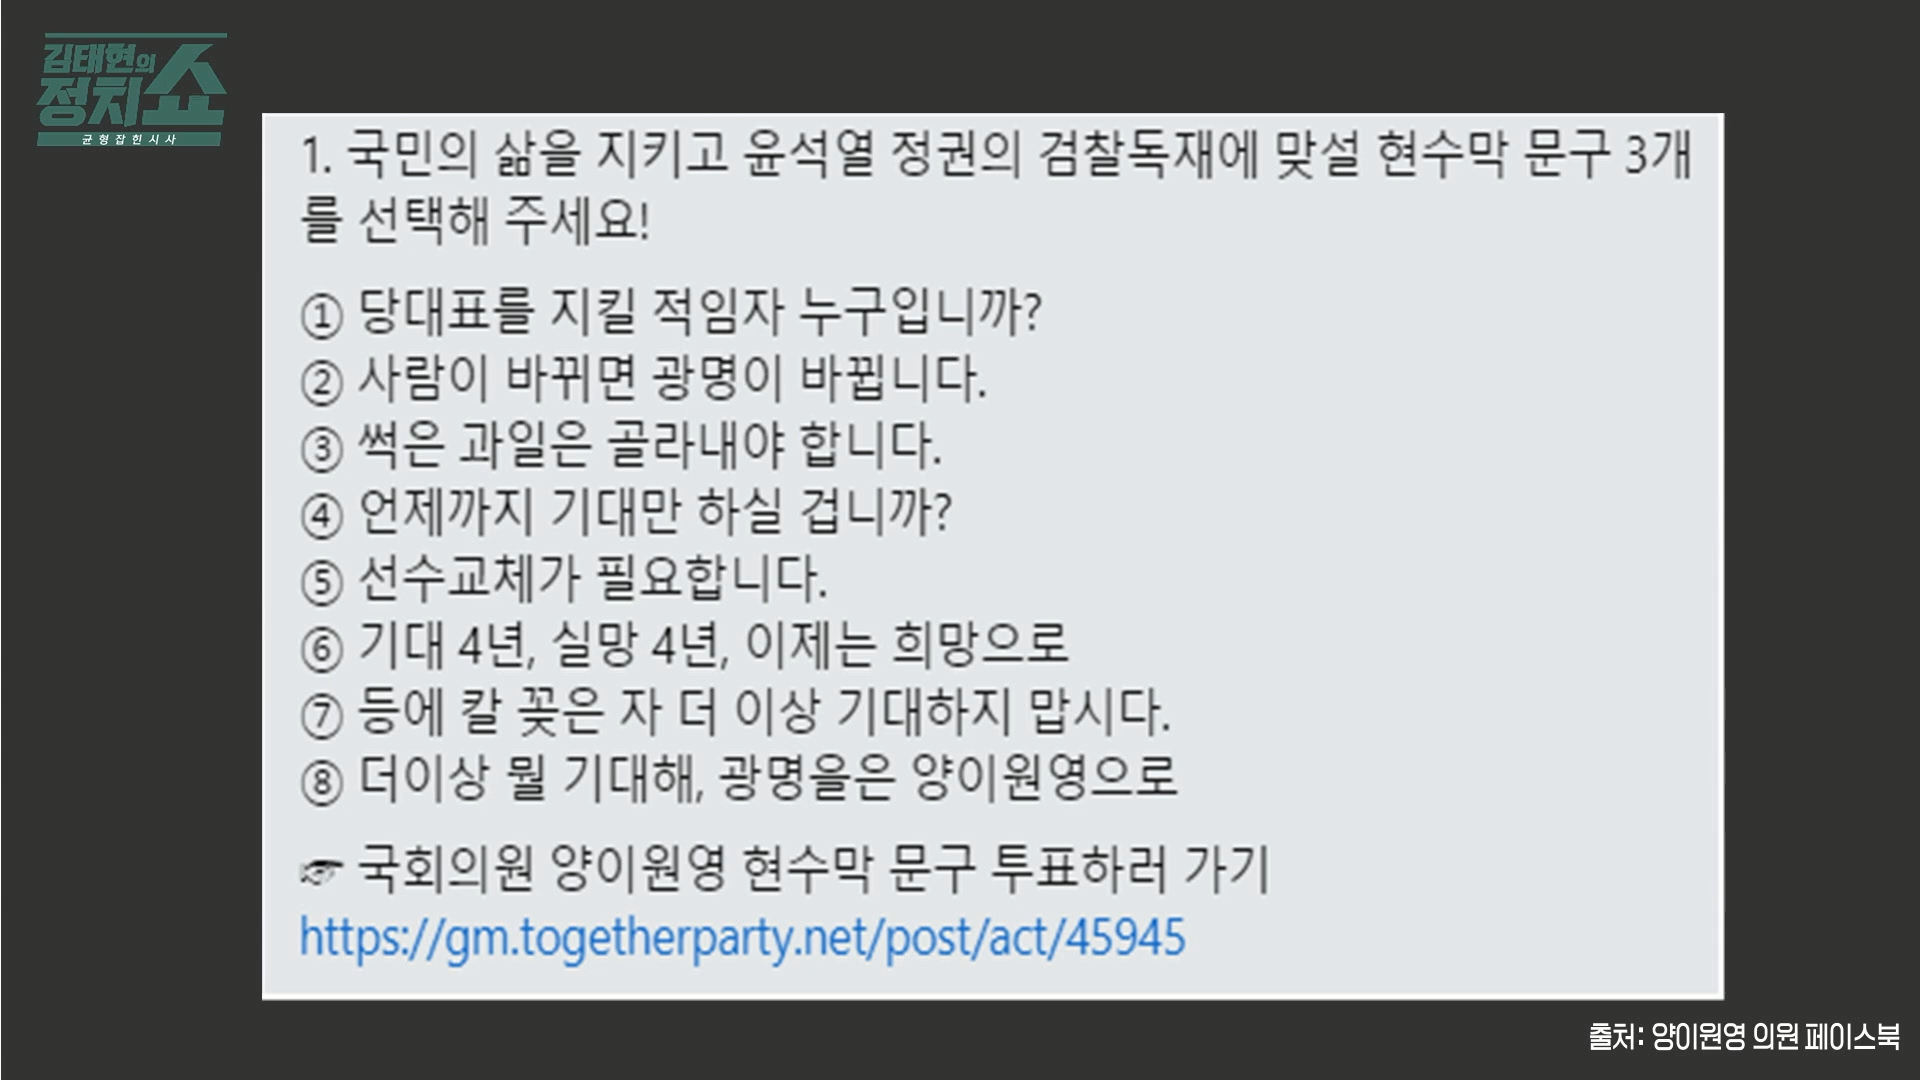 김태현의
정치쇼
균형잡힌시사
1. 국민의 삶을 지키고 윤석열 정권의 검찰독재에 맞설 현수막 문구 3개
를 선택해 주세요!
① 당대표를 지킬 적임자 누구입니까?
② 사람이 바뀌면 광명이 바뀝니다.
③ 썩은 과일은 골라내야 합니다.
④ 언제까지 기대만 하실 겁니까?
⑤ 선수교체가 필요합니다.
⑥ 기대 4년, 실망 4년, 이제는 희망으로
⑦ 등에 칼 꽂은 자 더 이상 기대하지 맙시다.
⑧ 더이상 뭘 기대해, 광명을은 양이원영으로
☞ 국회의원 양이원영 현수막 문구 투표하러 가기
https://gm.togetherparty.net/post/act/45945
출처: 양이원영 의원 페이스북